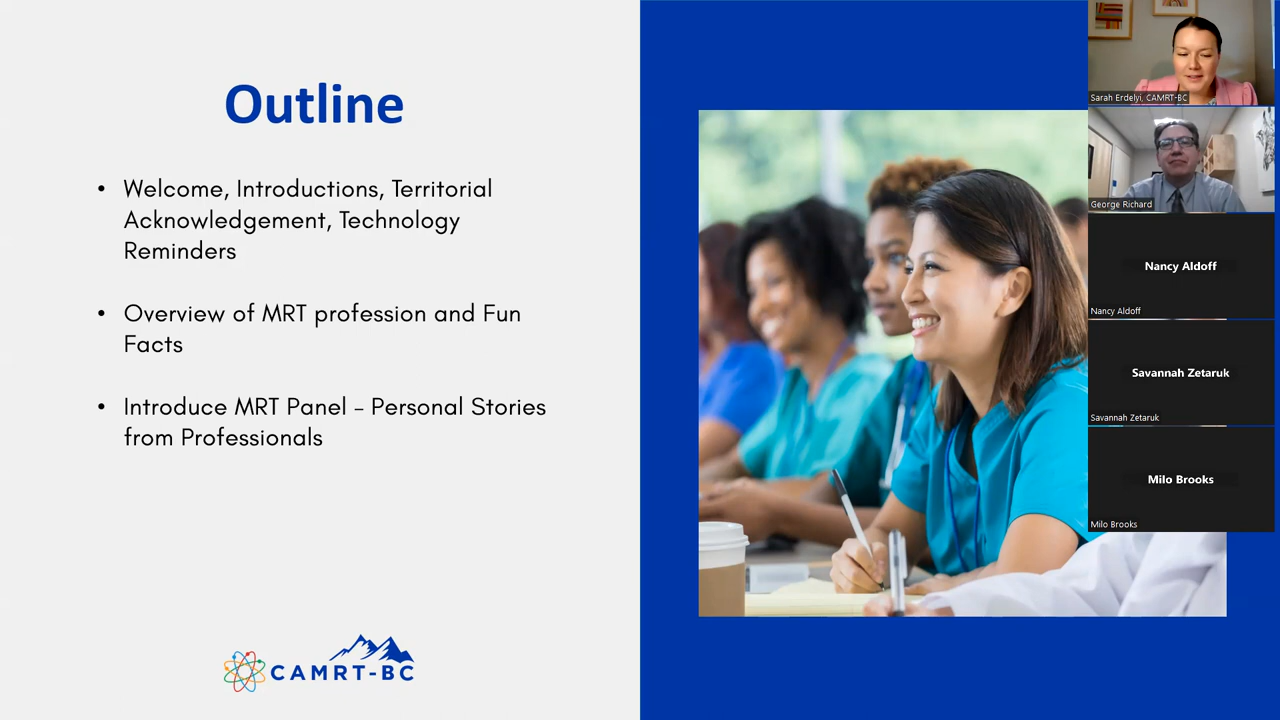 Outline
• Welcome, Introductions, Territorial
Acknowledgement, Technology
Reminders
• Overview of MRT profession and Fun
Facts
• Introduce MRT Panel – Personal Stories
from Professionals
CAMRT-BC
Sarah Erdelyi, CAMRT-BC
George Richard
Nancy Aldoff
Nancy Aldoff
Savannah Zetaruk
Savannah Zetaruk
Milo Brooks
Milo Brooks